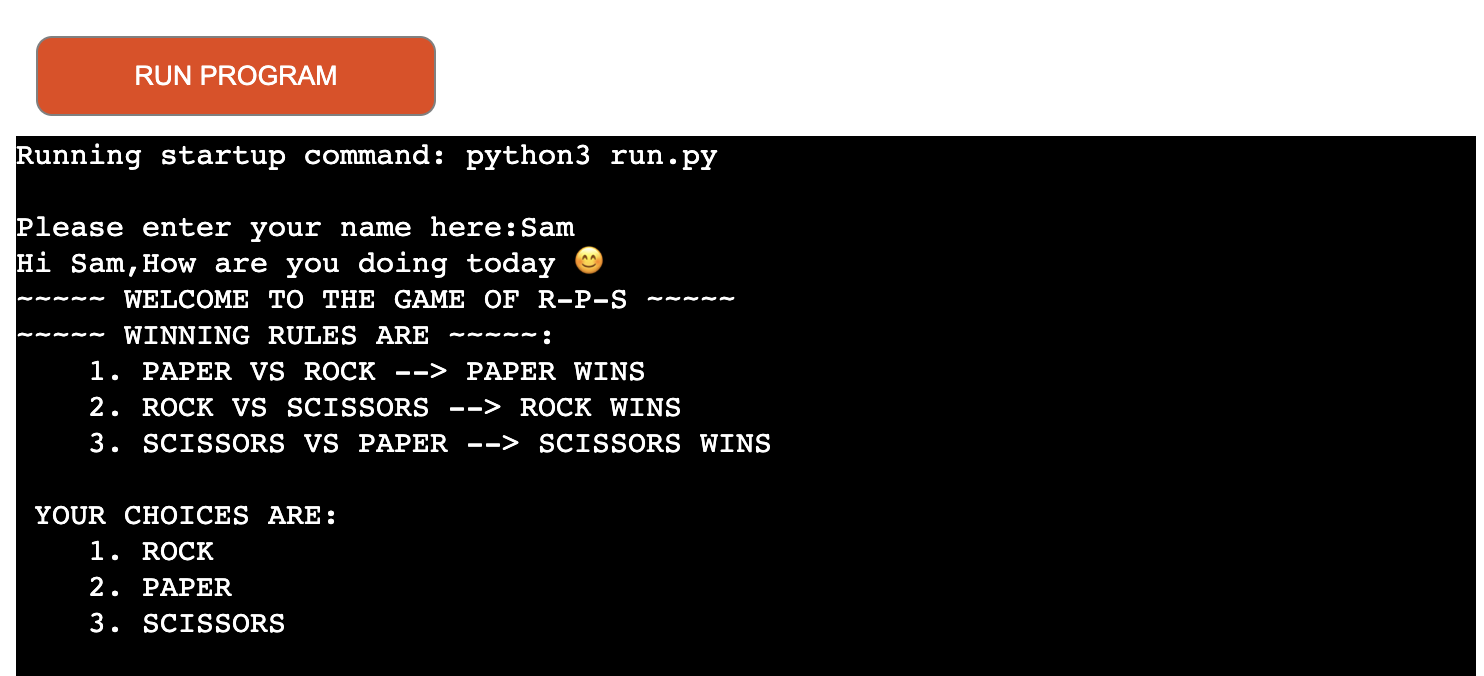 RUN PROGRAM
Running startup command: python3 run.py
Please enter your name here:Sam
Hi Sam,How are you doing today 😊
~~~~~ WELCOME TO THE GAME OF R-P-S ~~~~~
~~~~~ WINNING RULES ARE ~~~~~:
1. PAPER VS ROCK --> PAPER WINS
2. ROCK VS SCISSORS --> ROCK WINS
3. SCISSORS VS PAPER --> SCISSORS WINS
YOUR CHOICES ARE:
1. ROCK
2. PAPER
3. SCISSORS